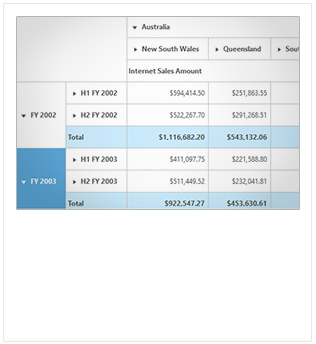 Australia
New South Wales Queensland Sout
Internet Sales Amount
FY 2002 H1 FY 2002 $594,414.50 $251,863.55
H2 FY 2002 $522,267.70 $291,268.51
Total $1,116,682.20 $543,132.06
FY 2003 H1 FY 2003 $411,097.75 $221,588.80
H2 FY 2003 $511,449.52 $232,041.81
Total $922,547.27 $453,630.61